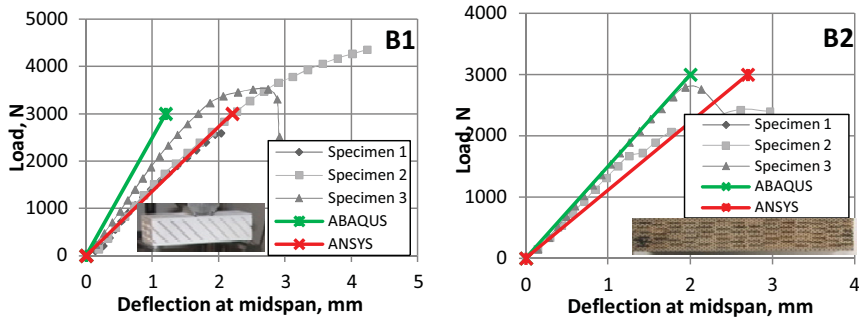 B1
Load, N
5000
4000
3000
2000
1000
0
0 1 2 3 4 5
Deflection at midspan, mm
Specimen 1
Specimen 2
Specimen 3
ABAQUS
ANSYS
B2
Load, N
4000
3000
2000
1000
0
0 1 2 3 4
Deflection at midspan, mm
Specimen 1
Specimen 2
Specimen 3
ABAQUS
ANSYS